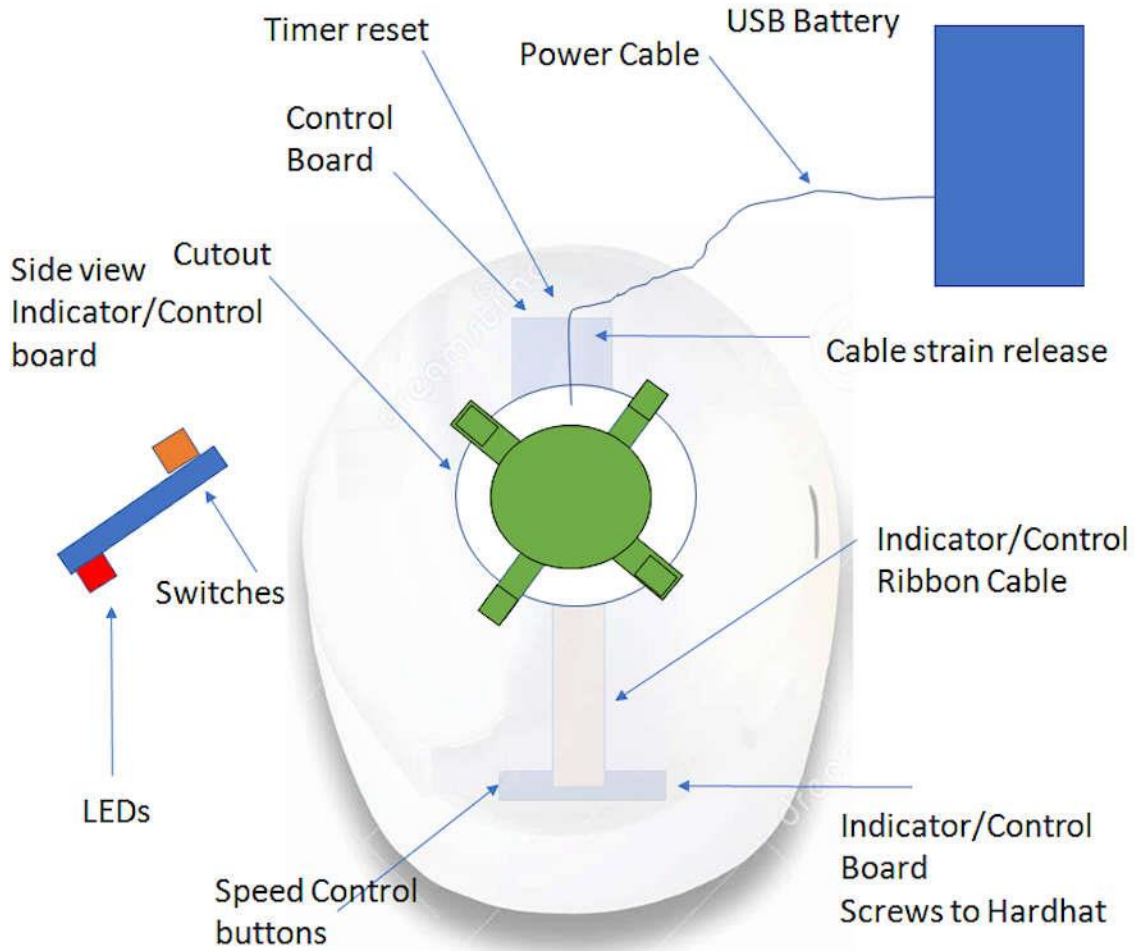 Timer reset
USB Battery
Power Cable
Control
Board
Cutout
Side view
Indicator/Control
board
Cable strain release
Switches
Indicator/Control
Ribbon Cable
LEDs
Indicator/Control
Board
Screws to Hardhat
Speed Control
buttons